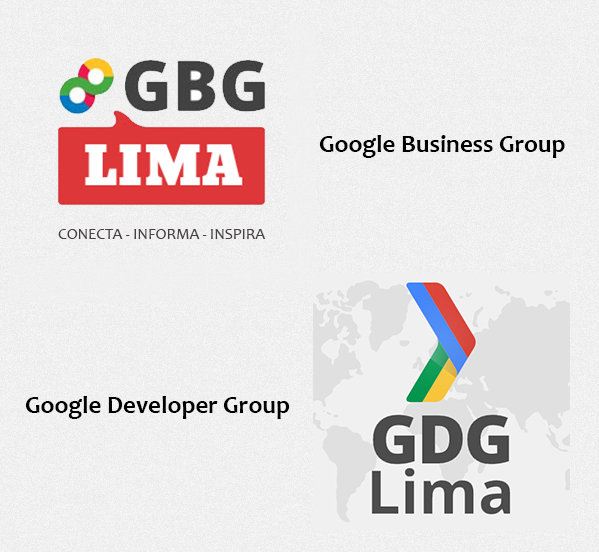 GBG
LIMA
CONECTA - INFORMA - INSPIRA
Google Business Group
Google Developer Group
GDG
Lima